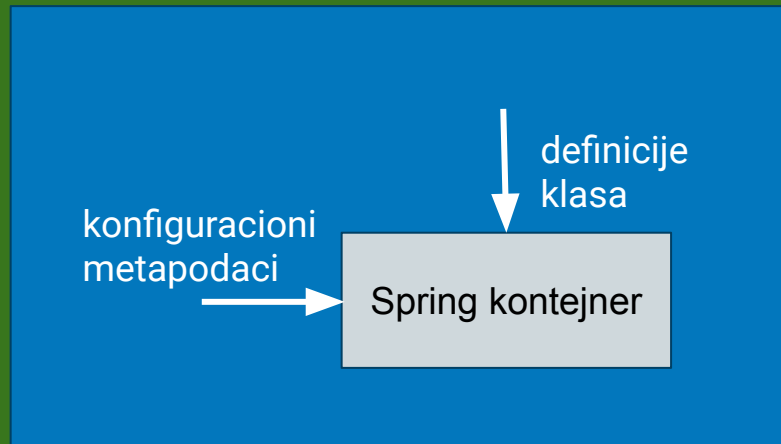 definicije
klasa
konfiguracioni
metapodaci
Spring kontejner